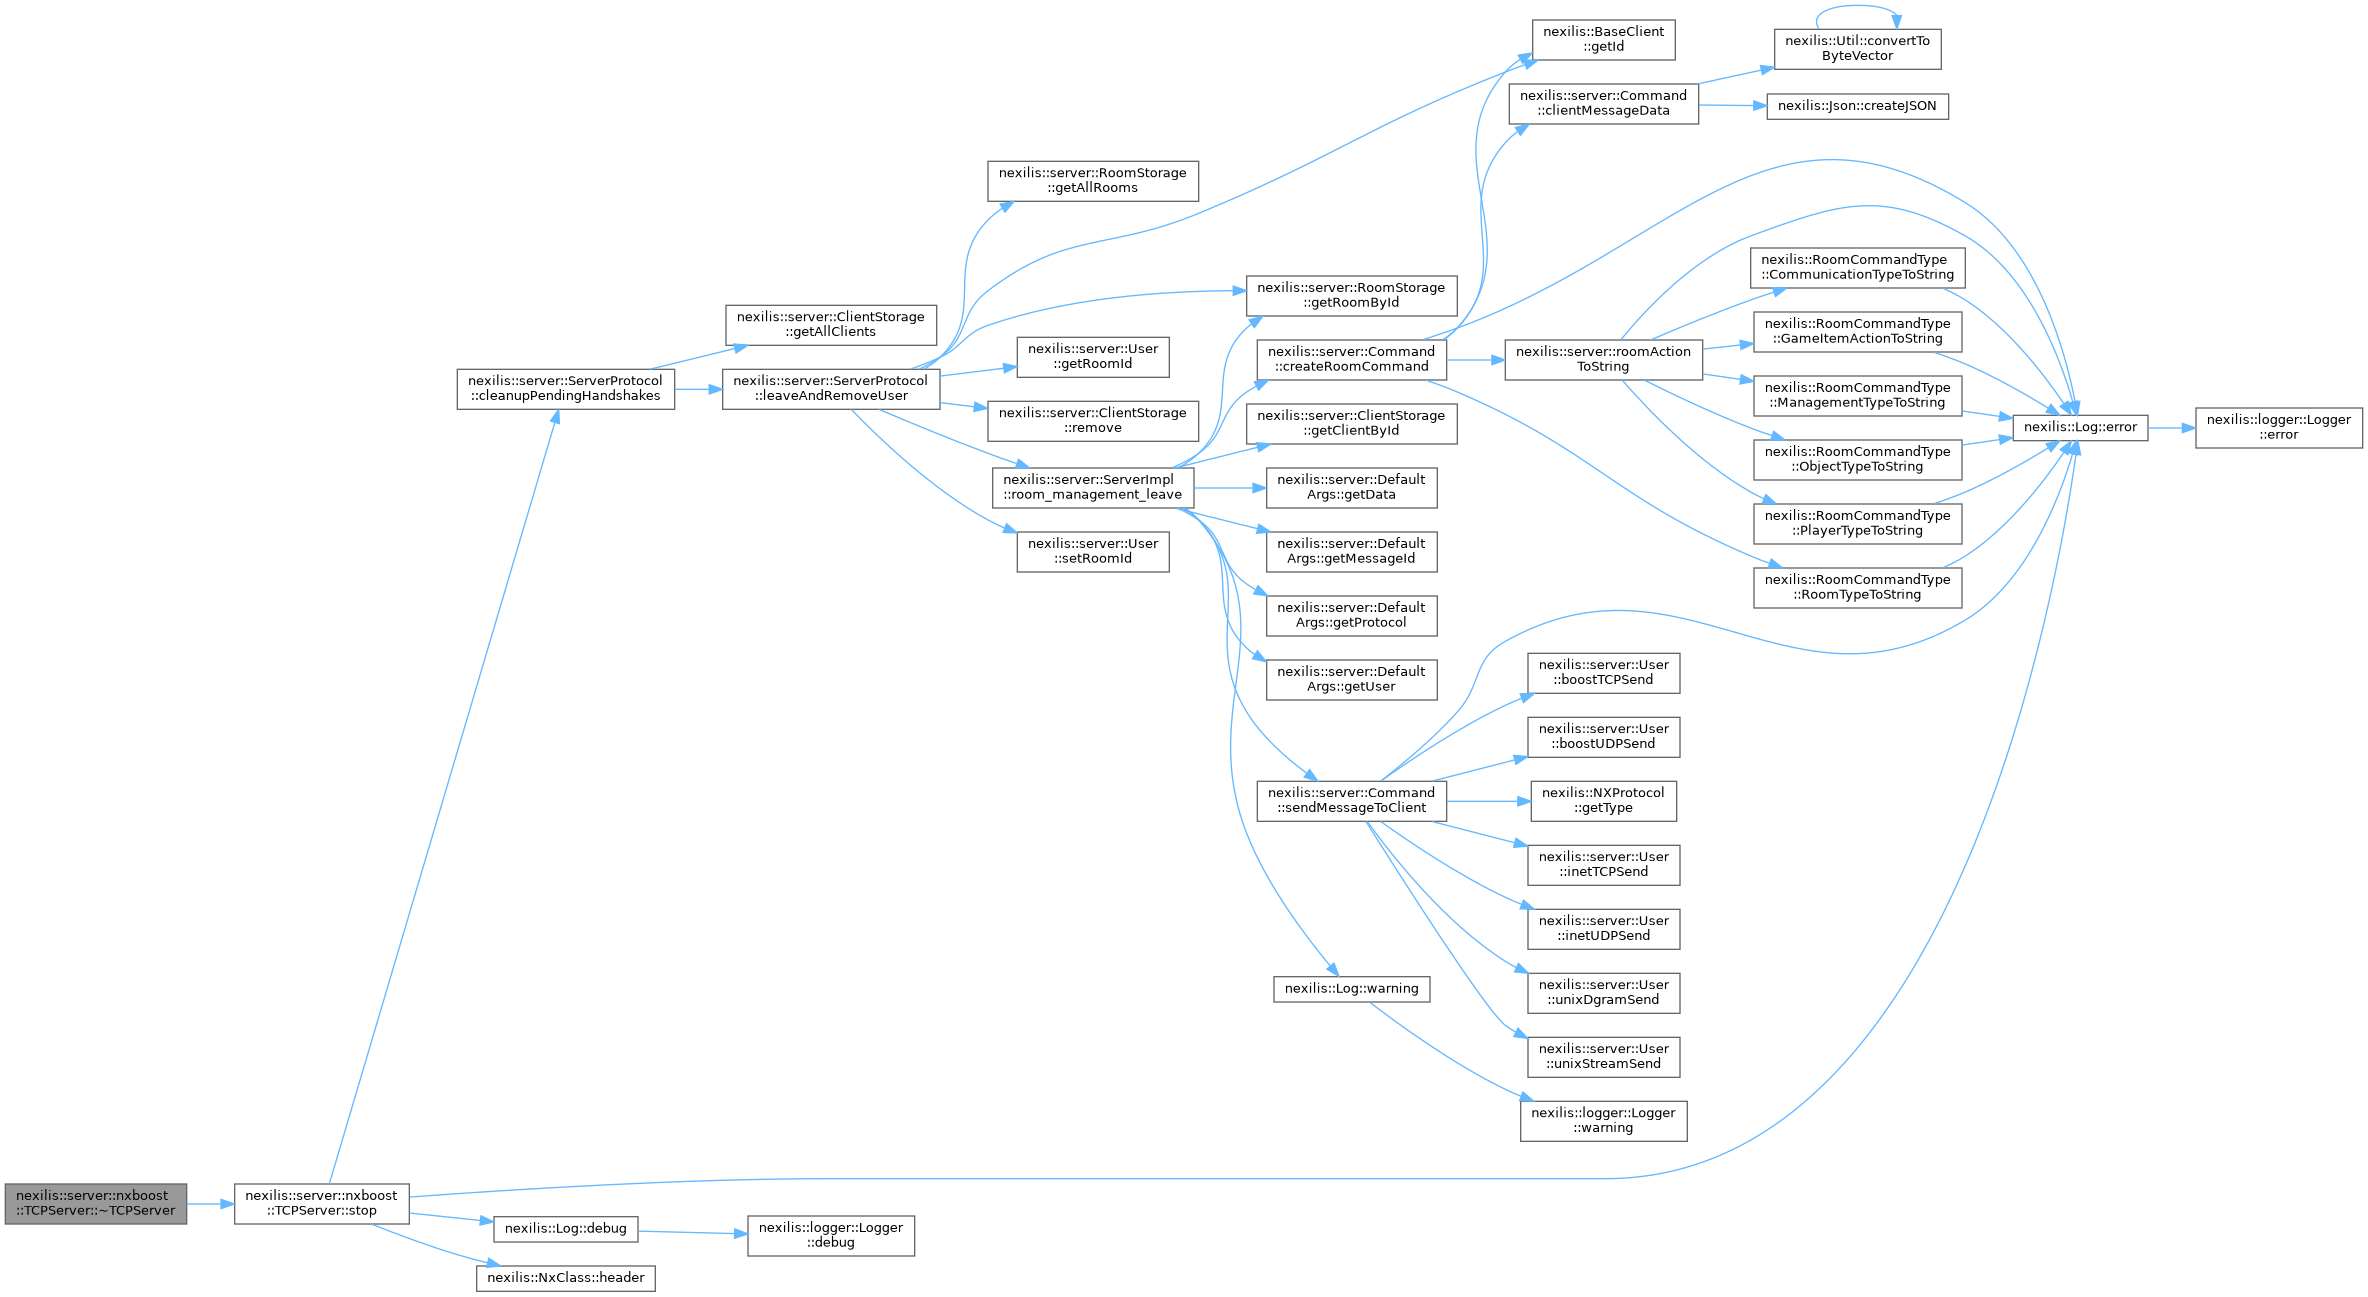 nexilis::server::nxboost
::TCPServer::~TCPServer
nexilis::server::nxboost
::TCPServer::stop
nexilis::server::ServerProtocol
::cleanupPendingHandshakes
nexilis::Log::debug
nexilis::NxClass::header
nexilis::server::ClientStorage
::getAllClients
nexilis::server::ServerProtocol
::leaveAndRemoveUser
nexilis::logger::Logger
::debug
nexilis::server::RoomStorage
::getAllRooms
nexilis::server::User
::getRoomId
nexilis::server::ClientStorage
::remove
nexilis::server::ServerImpl
::room_management_leave
nexilis::server::User
::setRoomId
nexilis::server::RoomStorage
::getRoomById
nexilis::server::Command
::createRoomCommand
nexilis::server::ClientStorage
::getClientById
nexilis::server::Default
Args::getData
nexilis::server::Default
Args::getMessageId
nexilis::server::Default
Args::getProtocol
nexilis::server::Default
Args::getUser
nexilis::server::Command
::sendMessageToClient
nexilis::Log::warning
nexilis::BaseClient
::getId
nexilis::server::Command
::clientMessageData
nexilis::server::roomAction
ToString
nexilis::server::User
::boostTCPSend
nexilis::server::User
::boostUDPSend
nexilis::NXProtocol
::getType
nexilis::server::User
::inetTCPSend
nexilis::server::User
::inetUDPSend
nexilis::server::User
::unixDgramSend
nexilis::server::User
::unixStreamSend
nexilis::logger::Logger
::warning
nexilis::Util::convertTo
ByteVector
nexilis::Json::createJSON
nexilis::RoomCommandType
::CommunicationTypeToString
nexilis::RoomCommandType
::GameItemActionToString
nexilis::RoomCommandType
::ManagementTypeToString
nexilis::RoomCommandType
::ObjectTypeToString
nexilis::RoomCommandType
::PlayerTypeToString
nexilis::RoomCommandType
::RoomTypeToString
nexilis::Log::error
nexilis::logger::Logger
::error